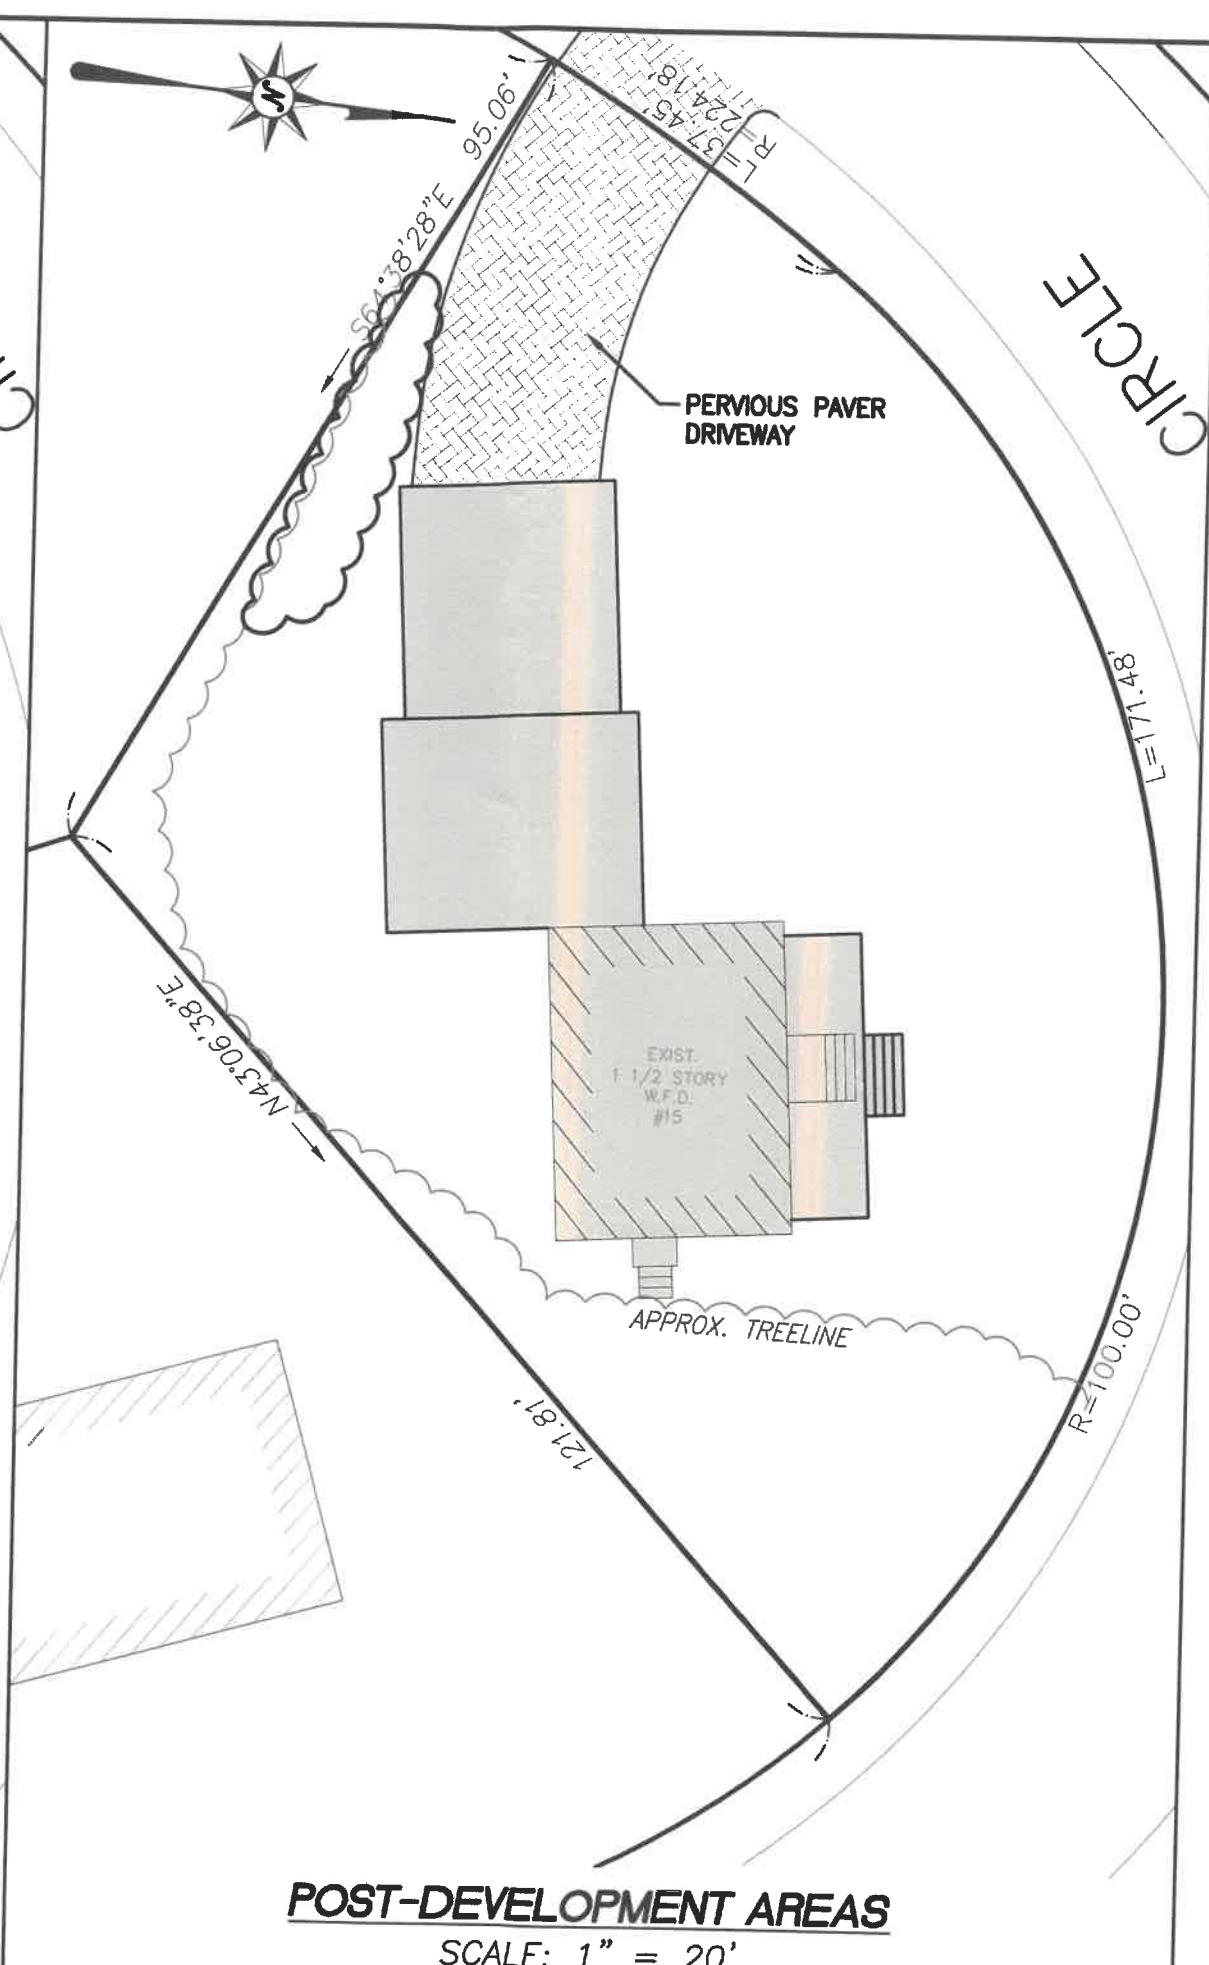 N
95.06'
S64°38'28"E
L=37.45'
R=224.18'
CIRCLE
PERVIOUS PAVER
DRIVEWAY
L=171.48'
N43°06'38"E
EXIST.
1 1/2 STORY
W.F.D.
#15
APPROX. TREELINE
R=100.00'
121.81'
POST-DEVELOPMENT AREAS
SCALE: 1" = 20'